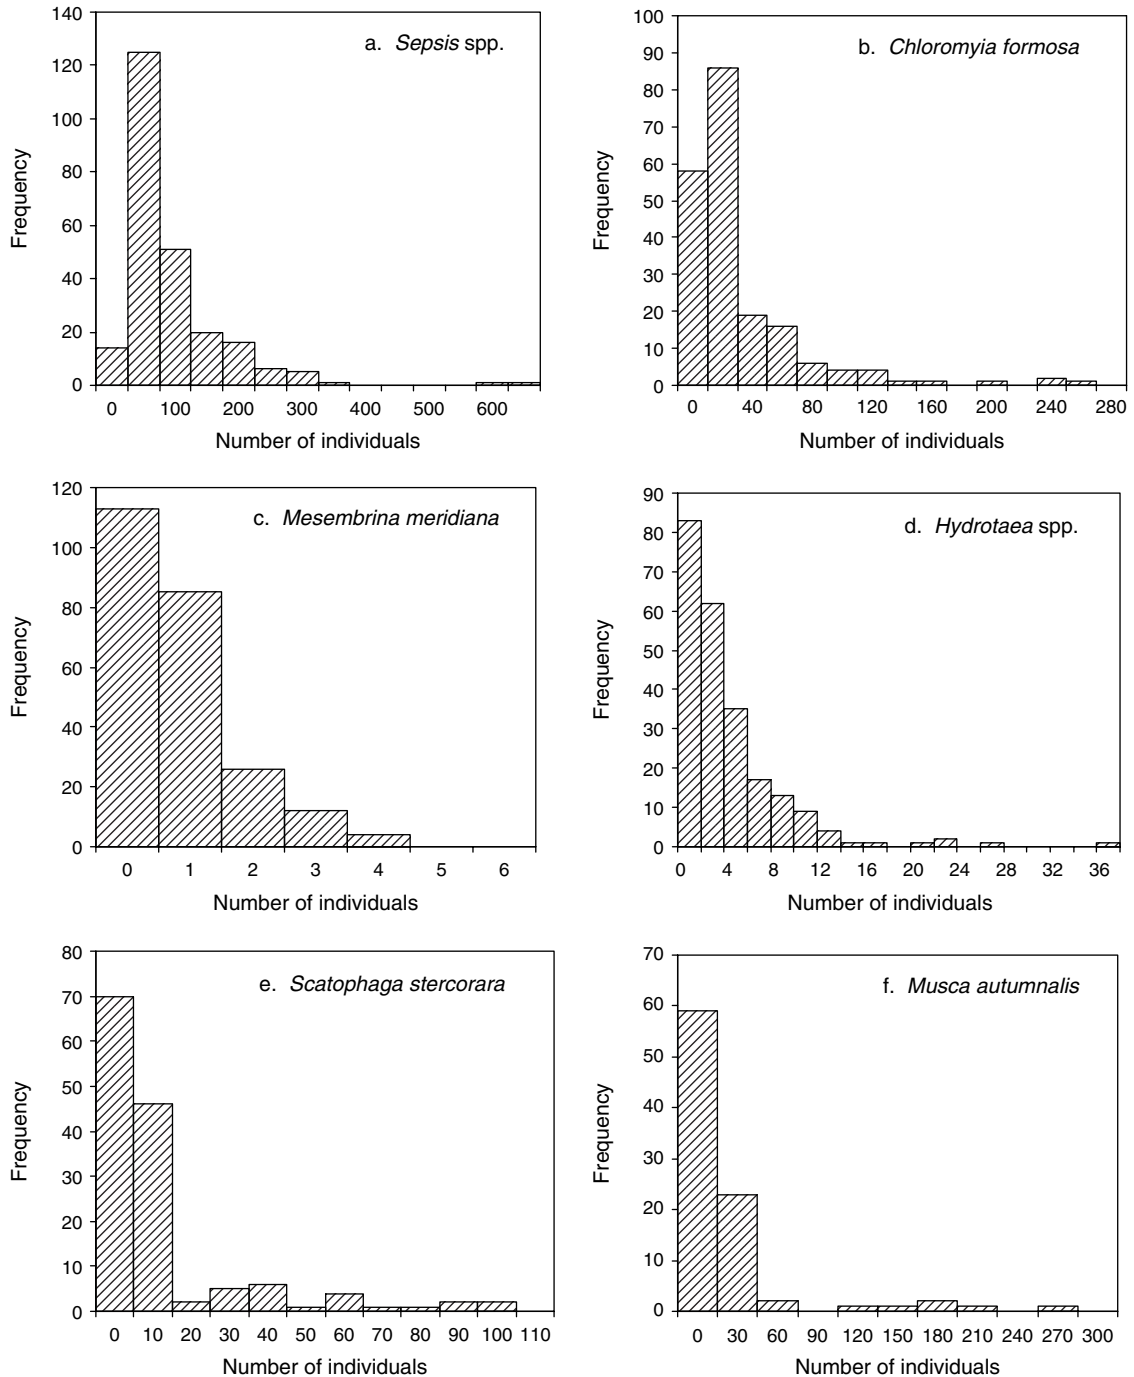 a. Sepsis spp.
140
120
100
80
60
40
20
0
Frequency
0 100 200 300 400 500 600
Number of individuals
b. Chloromyia formosa
100
90
80
70
60
50
40
30
20
10
0
Frequency
0 40 80 120 160 200 240 280
Number of individuals
c. Mesembrina meridiana
120
100
80
60
40
20
0
Frequency
0 1 2 3 4 5 6
Number of individuals
d. Hydrotaea spp.
90
80
70
60
50
40
30
20
10
0
Frequency
0 4 8 12 16 20 24 28 32 36
Number of individuals
e. Scatophaga stercorara
80
70
60
50
40
30
20
10
0
Frequency
0 10 20 30 40 50 60 70 80 90 100 110
Number of individuals
f. Musca autumnalis
70
60
50
40
30
20
10
0
Frequency
0 30 60 90 120 150 180 210 240 270 300
Number of individuals